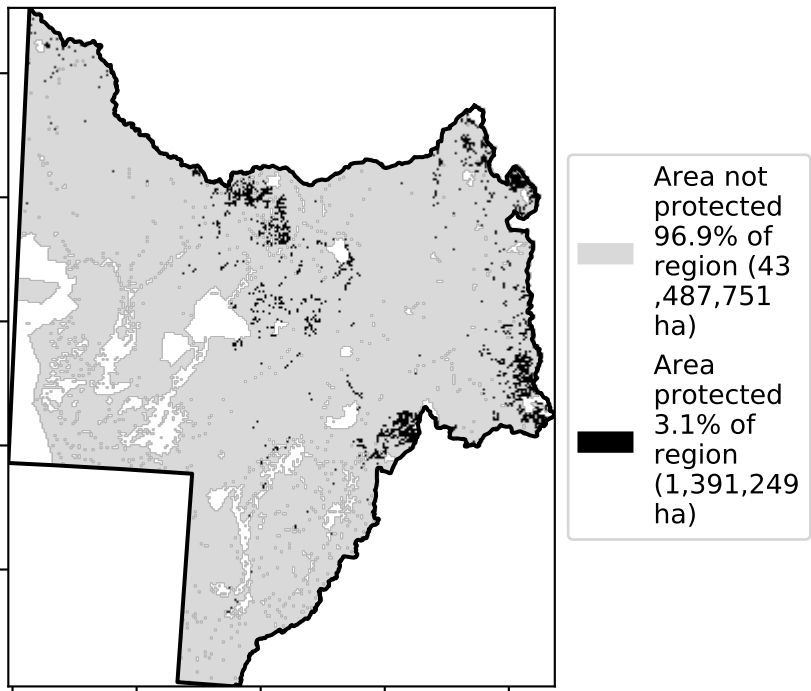 Area not
protected
96.9% of
region (43
,487,751
ha)
Area
protected
3.1% of
region
(1,391,249
ha)